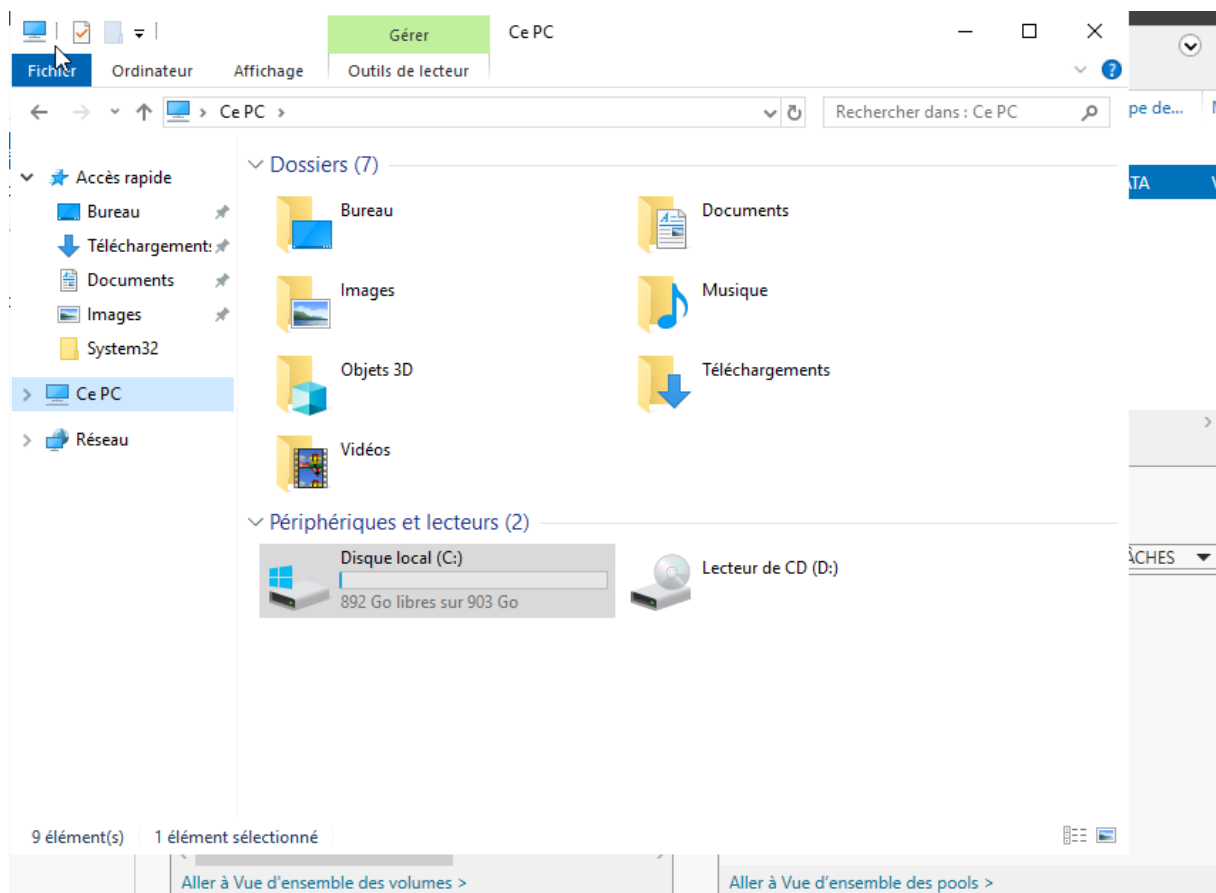 Gérer
Ce PC
Fichier
Ordinateur
Affichage
Outils de lecteur
Ce PC
Rechercher dans : Ce PC
pe de...
Accès rapide
Bureau
Téléchargements
Documents
Images
System32
Ce PC
Réseau
Dossiers (7)
Bureau
Documents
Images
Musique
Objets 3D
Téléchargements
Vidéos
Périphériques et lecteurs (2)
Disque local (C:)
892 Go libres sur 903 Go
Lecteur de CD (D:)
ÂCHES
9 élément(s)
1 élément sélectionné
Aller à Vue d'ensemble des volumes >
Aller à Vue d'ensemble des pools >